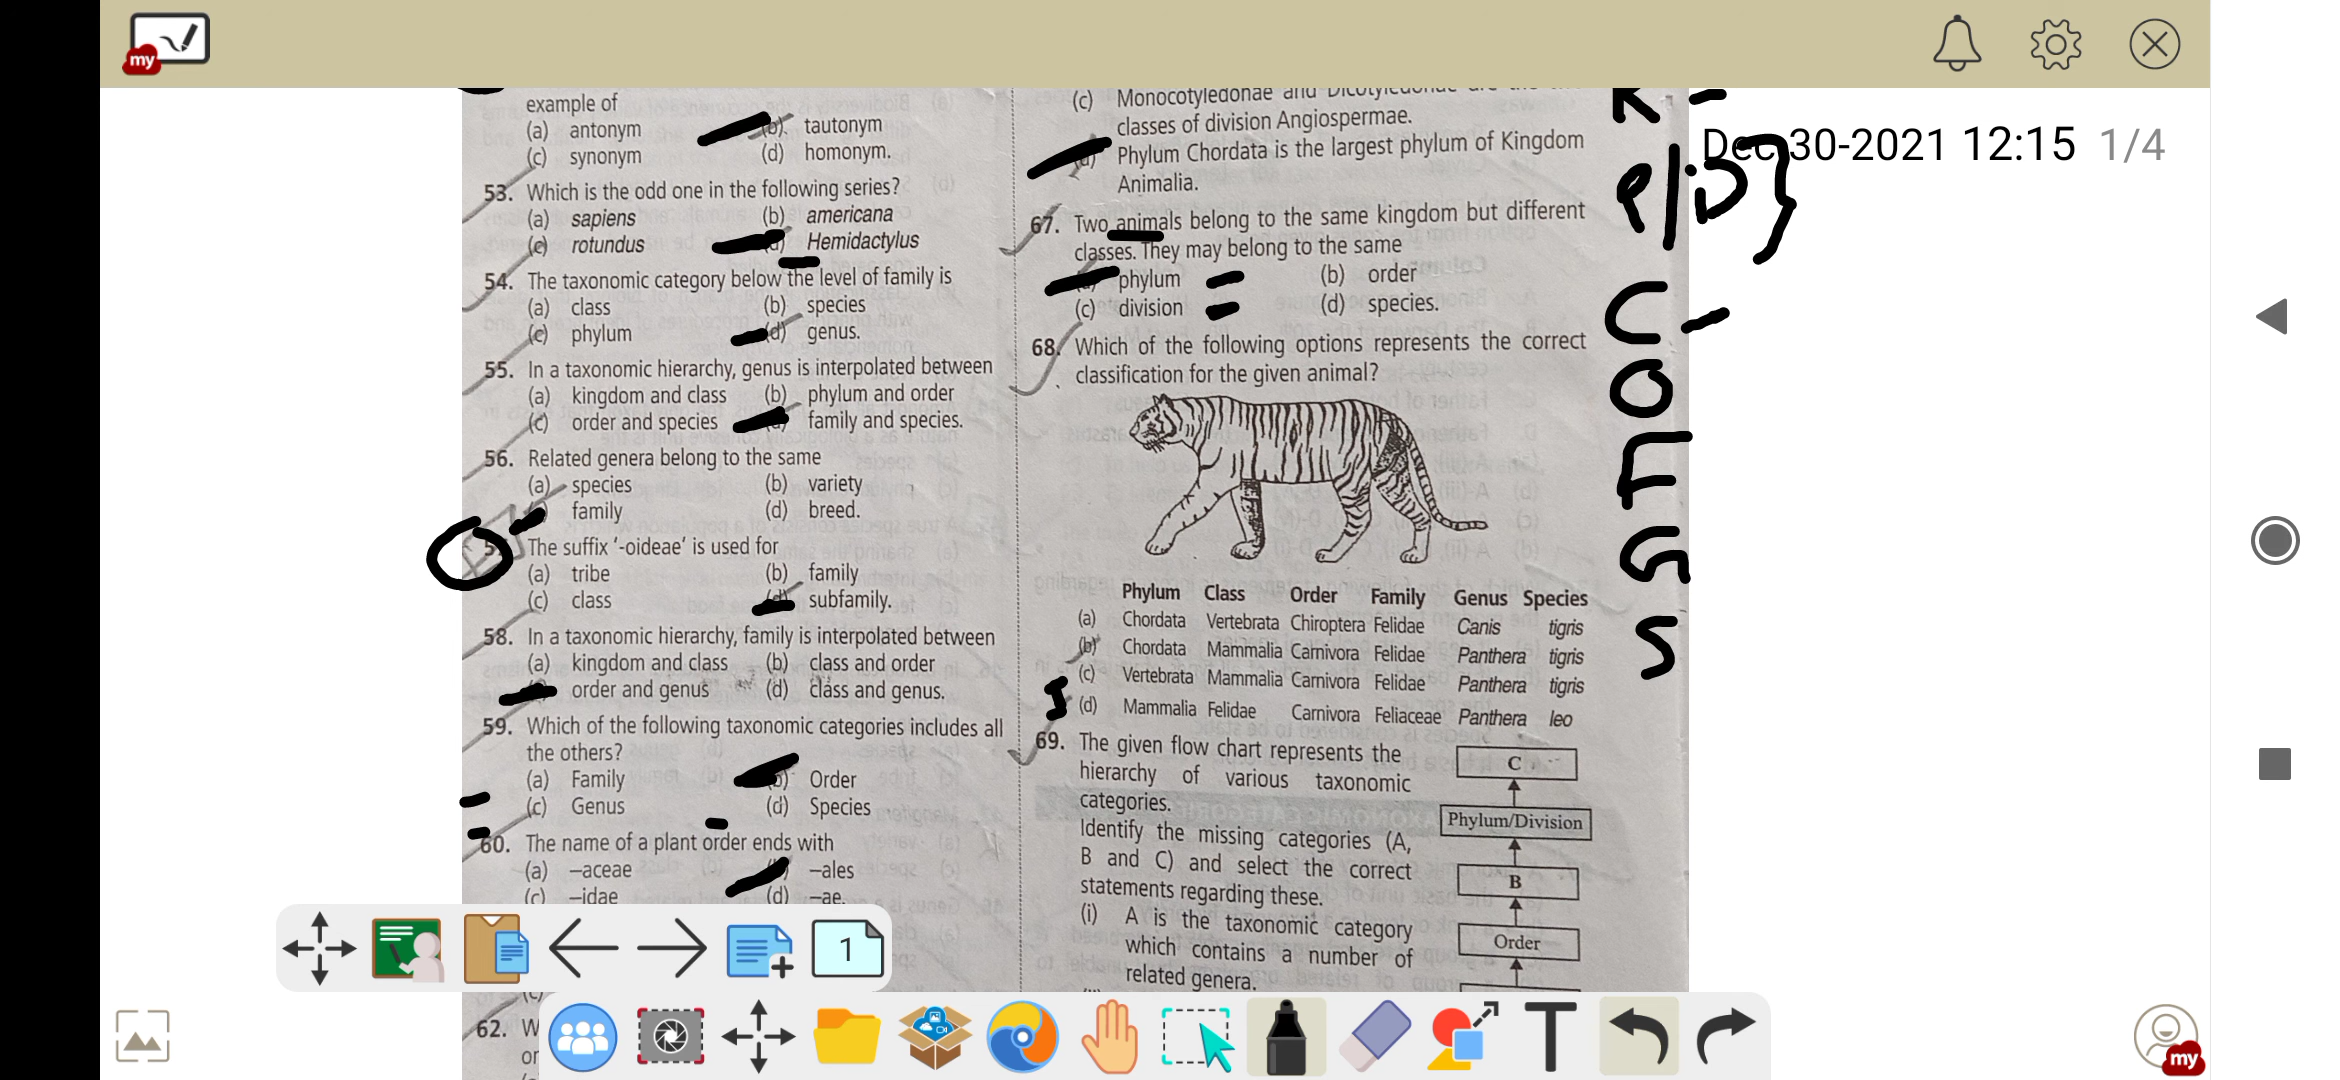 my
Dec 30-2021 12:15 1/4
example of
(a) antonym (b) tautonym
(c) synonym (d) homonym.
53. Which is the odd one in the following series?
(a) sapiens (b) americana
(c) rotundus (d) Hemidactylus
54. The taxonomic category below the level of family is
(a) class (b) species
(c) phylum (d) genus.
55. In a taxonomic hierarchy, genus is interpolated between
(a) kingdom and class (b) phylum and order
(c) order and species (d) family and species.
56. Related genera belong to the same
(a) species (b) variety
family (d) breed.
57. The suffix '-oideae' is used for
(a) tribe (b) family
(c) class (d) subfamily.
58. In a taxonomic hierarchy, family is interpolated between
(a) kingdom and class (b) class and order
order and genus (d) class and genus.
59. Which of the following taxonomic categories includes all
the others?
(a) Family (b) Order
(c) Genus (d) Species
60. The name of a plant order ends with
(a) –aceae –ales
(c) –idae (d) –ae.
62. W
or
(c) Monocotyledonae and Dicotyledonae are the
classes of division Angiospermae.
(d) Phylum Chordata is the largest phylum of Kingdom
Animalia.
67. Two animals belong to the same kingdom but different
classes. They may belong to the same
phylum (b) order
(c) division (d) species.
68. Which of the following options represents the correct
classification for the given animal?
Phylum Class Order Family Genus Species
(a) Chordata Vertebrata Chiroptera Felidae Canis tigris
(b) Chordata Mammalia Carnivora Felidae Panthera tigris
(c) Vertebrata Mammalia Carnivora Felidae Panthera tigris
(d) Mammalia Felidae Carnivora Feliaceae Panthera leo
69. The given flow chart represents the
hierarchy of various taxonomic
categories.
Identify the missing categories (A,
B and C) and select the correct
statements regarding these.
(i) A is the taxonomic category
which contains a number of
related genera.
C
Phylum/Division
B
Order
K -
P/D}
C -
O
F
G
S
1
T
my